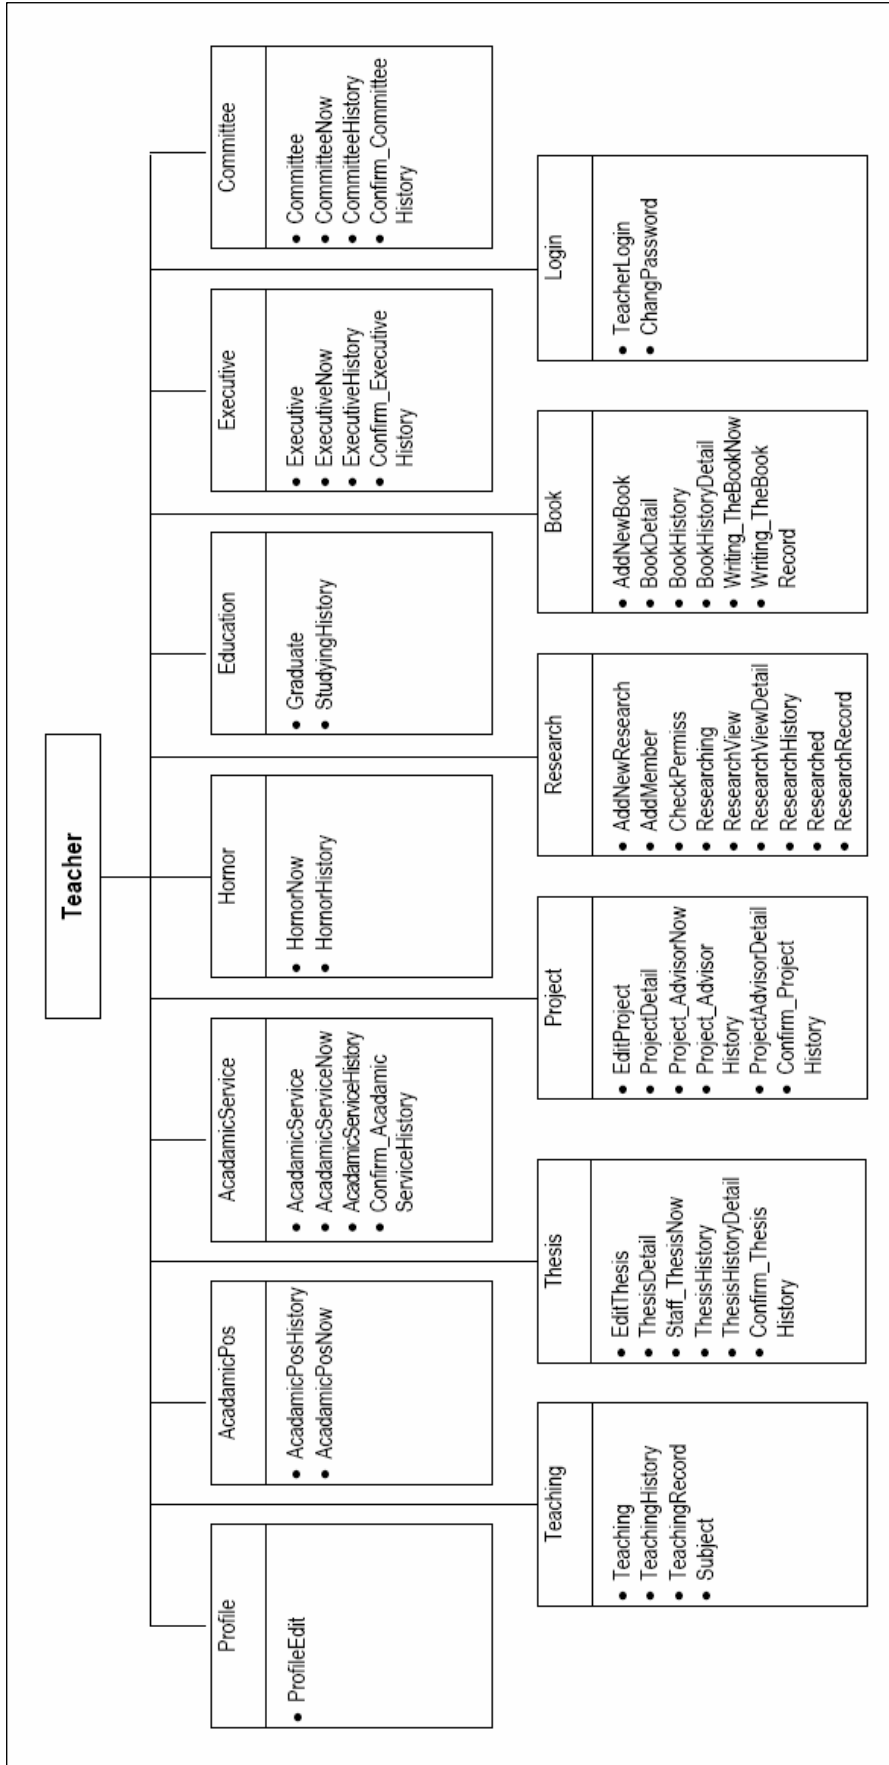 Teacher
Profile
• ProfileEdit
AcadamicPos
• AcadamicPosHistory
• AcadamicPosNow
AcadamicService
• AcadamicService
• AcadamicServiceNow
• AcadamicServiceHistory
• Confirm_Acadamic
ServiceHistory
Hornor
• HornorNow
• HornorHistory
Education
• Graduate
• StudyingHistory
Executive
• Executive
• ExecutiveNow
• ExecutiveHistory
• Confirm_Executive
History
Committee
• Committee
• CommitteeNow
• CommitteeHistory
• Confirm_Committee
History
Teaching
• Teaching
• TeachingHistory
• TeachingRecord
• Subject
Thesis
• EditThesis
• ThesisDetail
• Staff_ThesisNow
• ThesisHistory
• ThesisHistoryDetail
• Confirm_Thesis
History
Project
• EditProject
• ProjectDetail
• Project_AdvisorNow
• Project_Advisor
History
• ProjectAdvisorDetail
• Confirm_Project
History
Research
• AddNewResearch
• AddMember
• CheckPermiss
• Researching
• ResearchView
• ResearchViewDetail
• ResearchHistory
• Researched
• ResearchRecord
Book
• AddNewBook
• BookDetail
• BookHistory
• BookHistoryDetail
• Writing_TheBookNow
• Writing_TheBook
Record
Login
• TeacherLogin
• ChangPassword